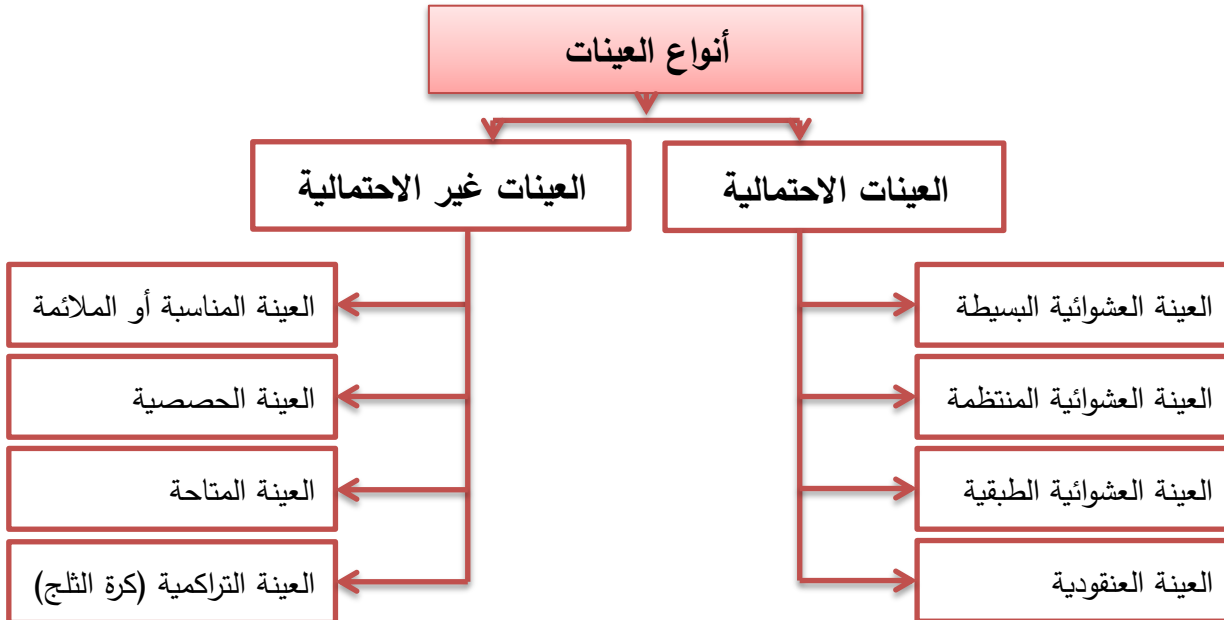 أنواع العينات
العينات الاحتمالية
العينات غير الاحتمالية
العينة العشوائية البسيطة
العينة العشوائية المنتظمة
العينة العشوائية الطبقية
العينة العنقودية
العينة المناسبة أو الملائمة
العينة الحصصية
العينة المتاحة
العينة التراكمية (كرة الثلج)